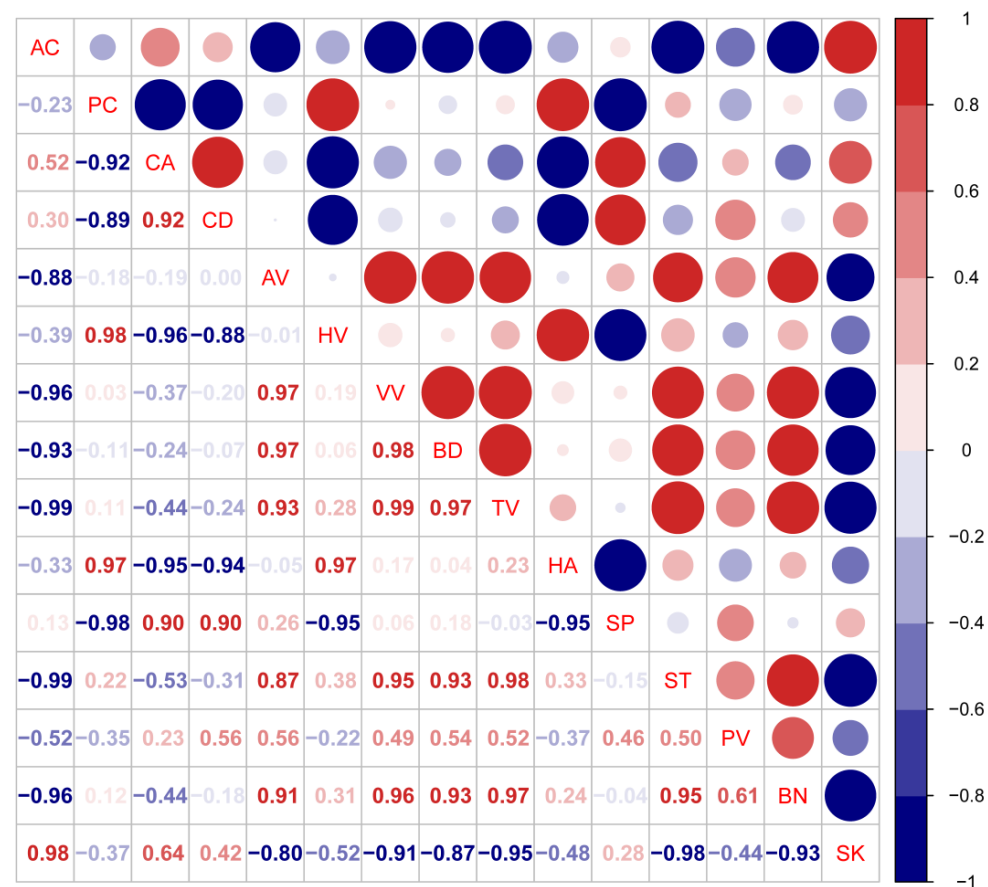 AC
−0.23 PC
0.52 −0.92 CA
0.30 −0.89 0.92 CD
−0.88 −0.18 −0.19 0.00 AV
−0.39 0.98 −0.96 −0.88 −0.01 HV
−0.96 0.03 −0.37 −0.20 0.97 0.19 VV
−0.93 −0.11 −0.24 −0.07 0.97 0.06 0.98 BD
−0.99 0.11 −0.44 −0.24 0.93 0.28 0.99 0.97 TV
−0.33 0.97 −0.95 −0.94 −0.05 0.97 0.17 0.04 0.23 HA
0.13 −0.98 0.90 0.90 0.26 −0.95 0.06 0.18 −0.03 −0.95 SP
−0.99 0.22 −0.53 −0.31 0.87 0.38 0.95 0.93 0.98 0.33 −0.15 ST
−0.52 −0.35 0.23 0.56 0.56 −0.22 0.49 0.54 0.52 −0.37 0.46 0.50 PV
−0.96 0.12 −0.44 −0.18 0.91 0.31 0.96 0.93 0.97 0.24 −0.04 0.95 0.61 BN
0.98 −0.37 0.64 0.42 −0.80 −0.52 −0.91 −0.87 −0.95 −0.48 0.28 −0.98 −0.44 −0.93 SK
1
0.8
0.6
0.4
0.2
0
−0.2
−0.4
−0.6
−0.8
−1